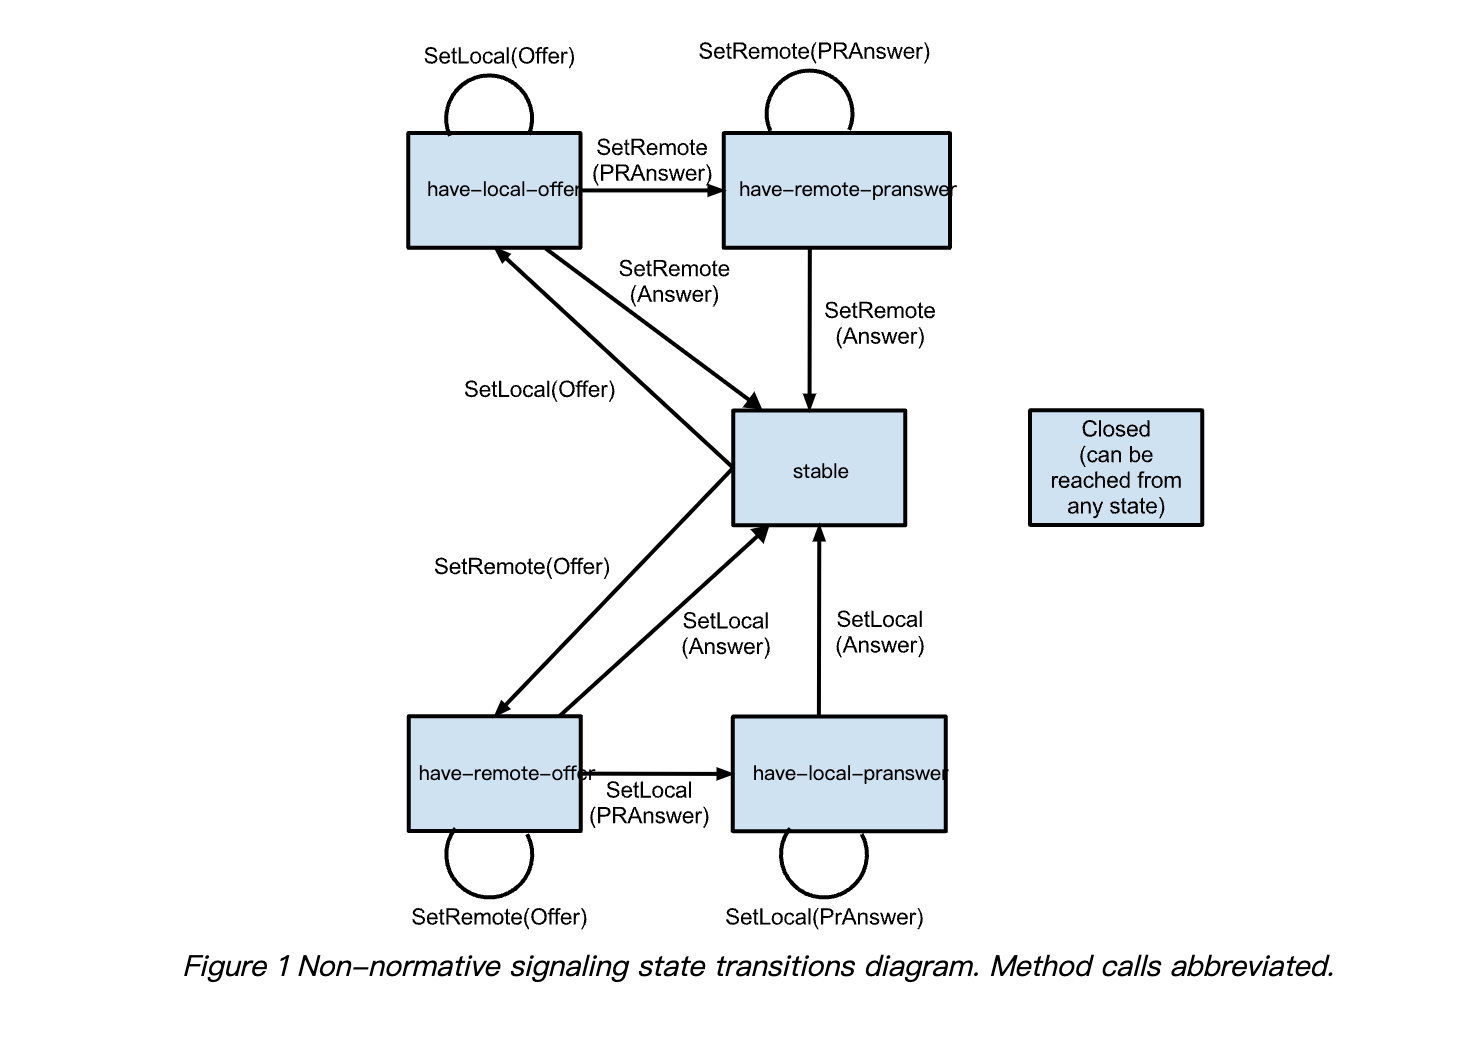 SetLocal(Offer)
SetRemote(PRAnswer)
have-local-offer
SetRemote
(PRAnswer)
have-remote-pranswer
SetRemote
(Answer)
SetRemote
(Answer)
SetLocal(Offer)
stable
Closed
(can be
reached from
any state)
SetRemote(Offer)
SetLocal
(Answer)
SetLocal
(Answer)
have-remote-offer
SetLocal
(PRAnswer)
have-local-pranswer
SetRemote(Offer)
SetLocal(PrAnswer)
Figure 1 Non-normative signaling state transitions diagram. Method calls abbreviated.